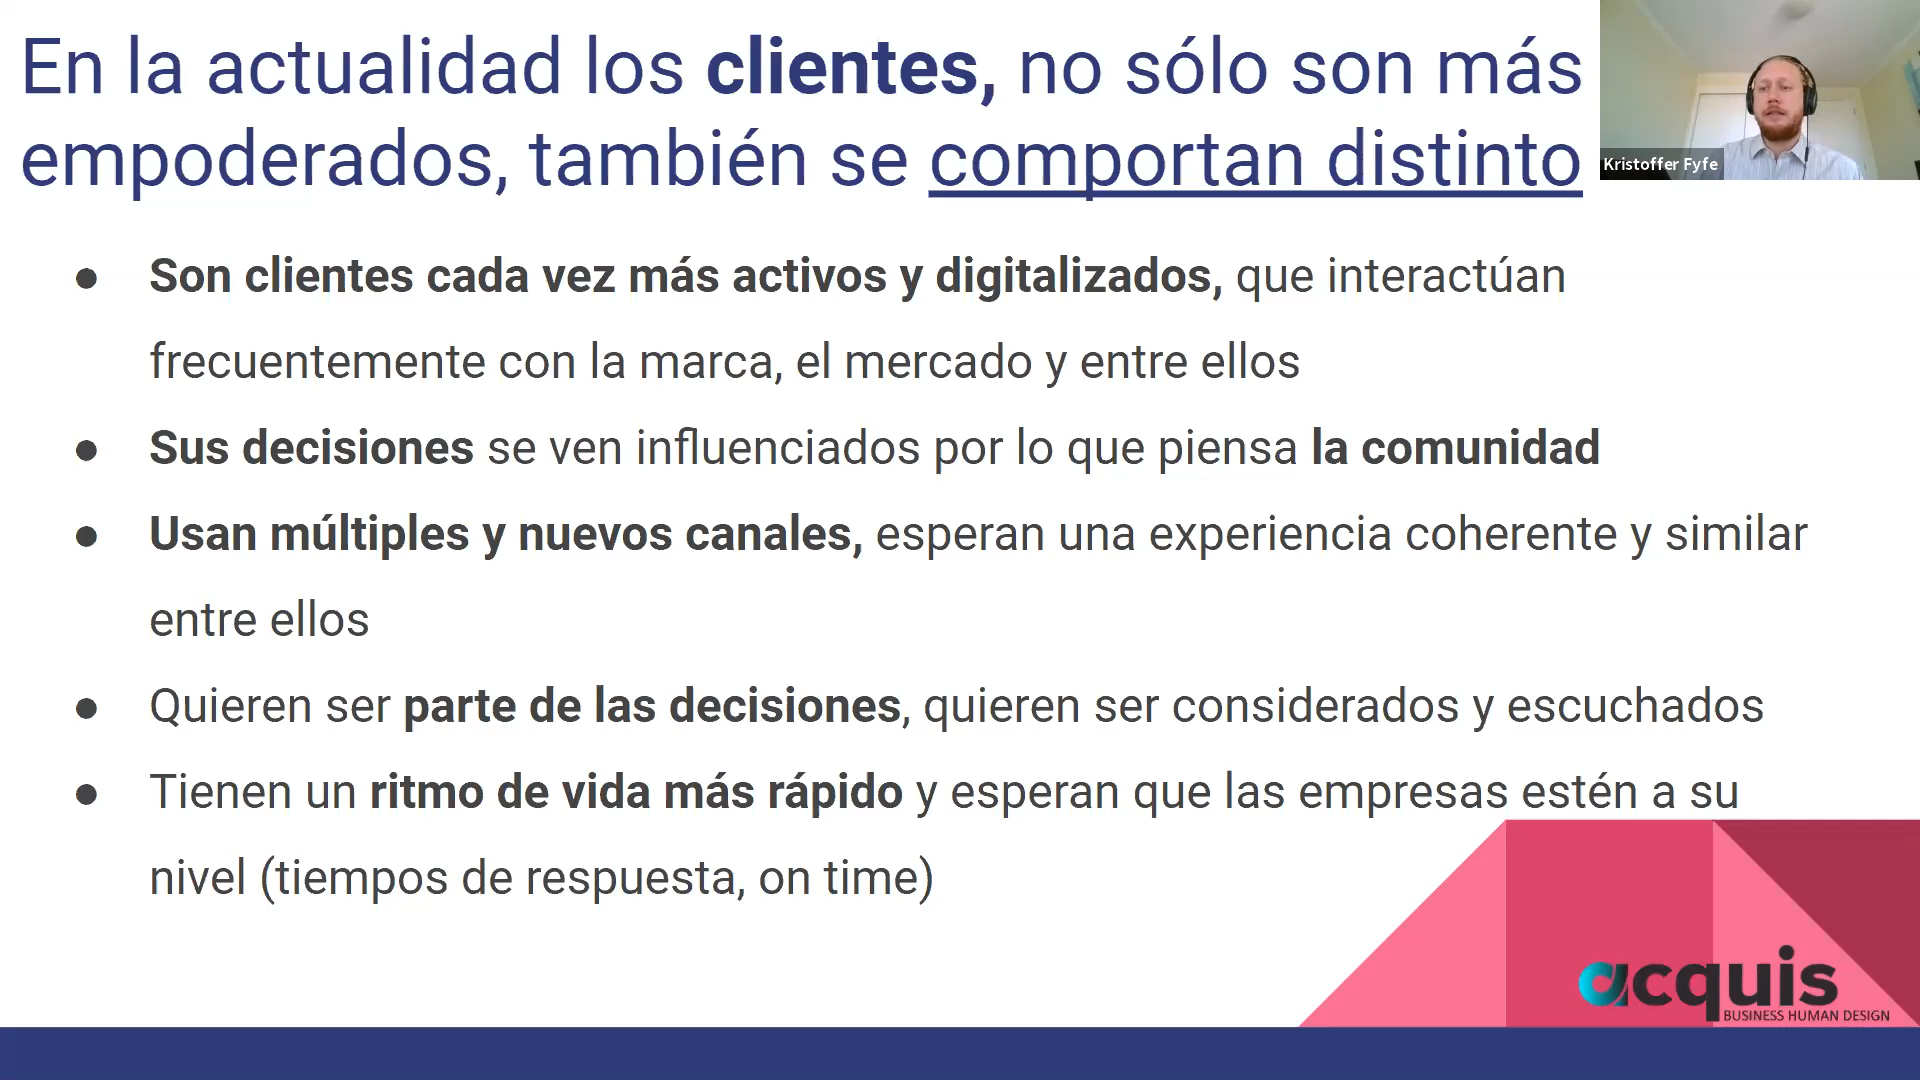 En la actualidad los clientes, no sólo son más
empoderados, también se comportan distinto
Kristoffer Fyfe
● Son clientes cada vez más activos y digitalizados, que interactúan
frecuentemente con la marca, el mercado y entre ellos
● Sus decisiones se ven influenciados por lo que piensa la comunidad
● Usan múltiples y nuevos canales, esperan una experiencia coherente y similar
entre ellos
● Quieren ser parte de las decisiones, quieren ser considerados y escuchados
● Tienen un ritmo de vida más rápido y esperan que las empresas estén a su
nivel (tiempos de respuesta, on time)
acquis
BUSINESS HUMAN DESIGN